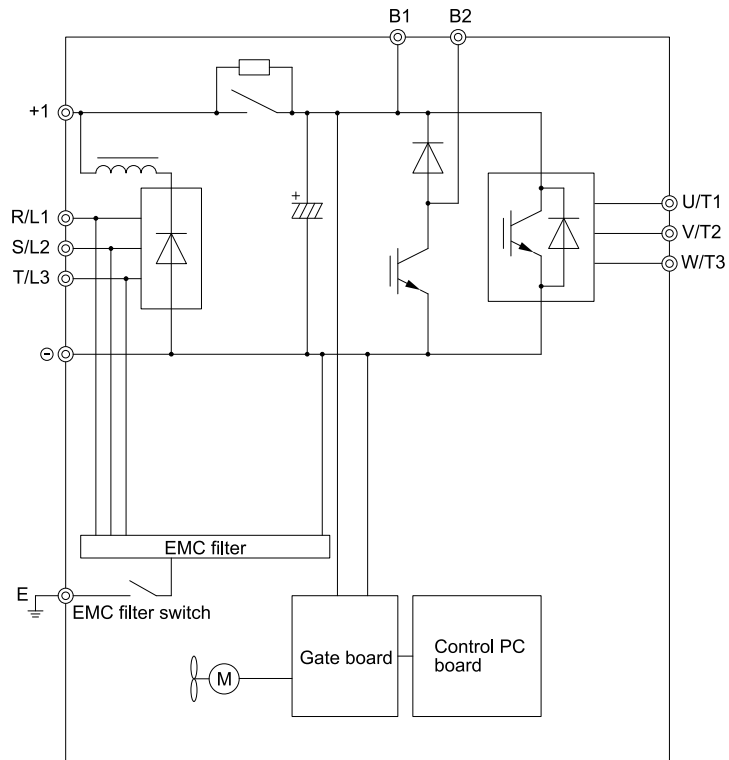 B1
B2
+1
+
R/L1
S/L2
T/L3
U/T1
V/T2
W/T3
⊖
EMC filter
E
EMC filter switch
Gate board
Control PC
board
M